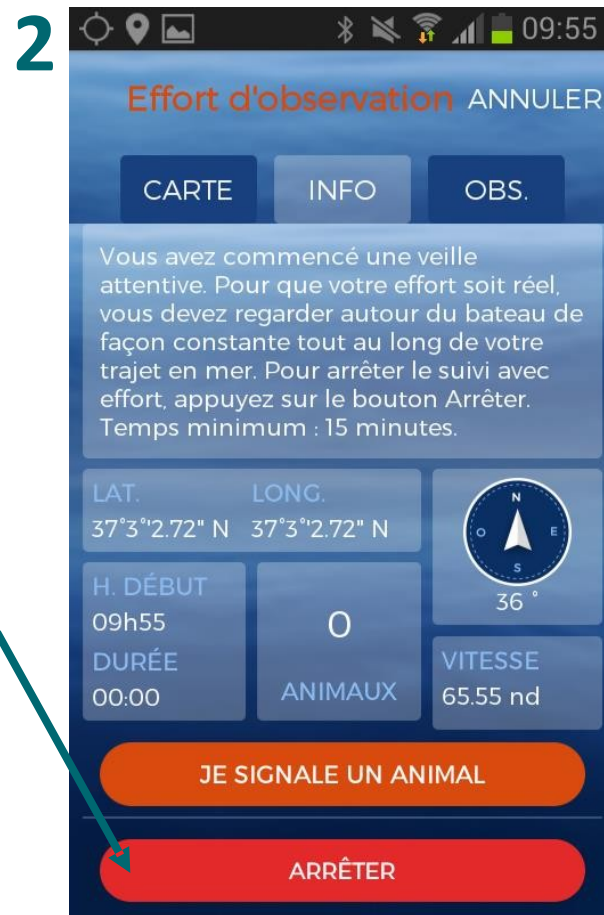 2
09:55
Effort d'observation ANNULER
CARTE INFO OBS.
Vous avez commencé une veille
attentive. Pour que votre effort soit réel,
vous devez regarder autour du bateau de
façon constante tout au long de votre
trajet en mer. Pour arrêter le suivi avec
effort, appuyez sur le bouton Arrêter.
Temps minimum : 15 minutes.
LAT. LONG.
37°3°'2.72" N 37°3°'2.72" N
N
O E
S
36 °
H. DÉBUT
09h55
DURÉE
00:00
0
ANIMAUX
VITESSE
65.55 nd
JE SIGNALE UN ANIMAL
ARRÊTER